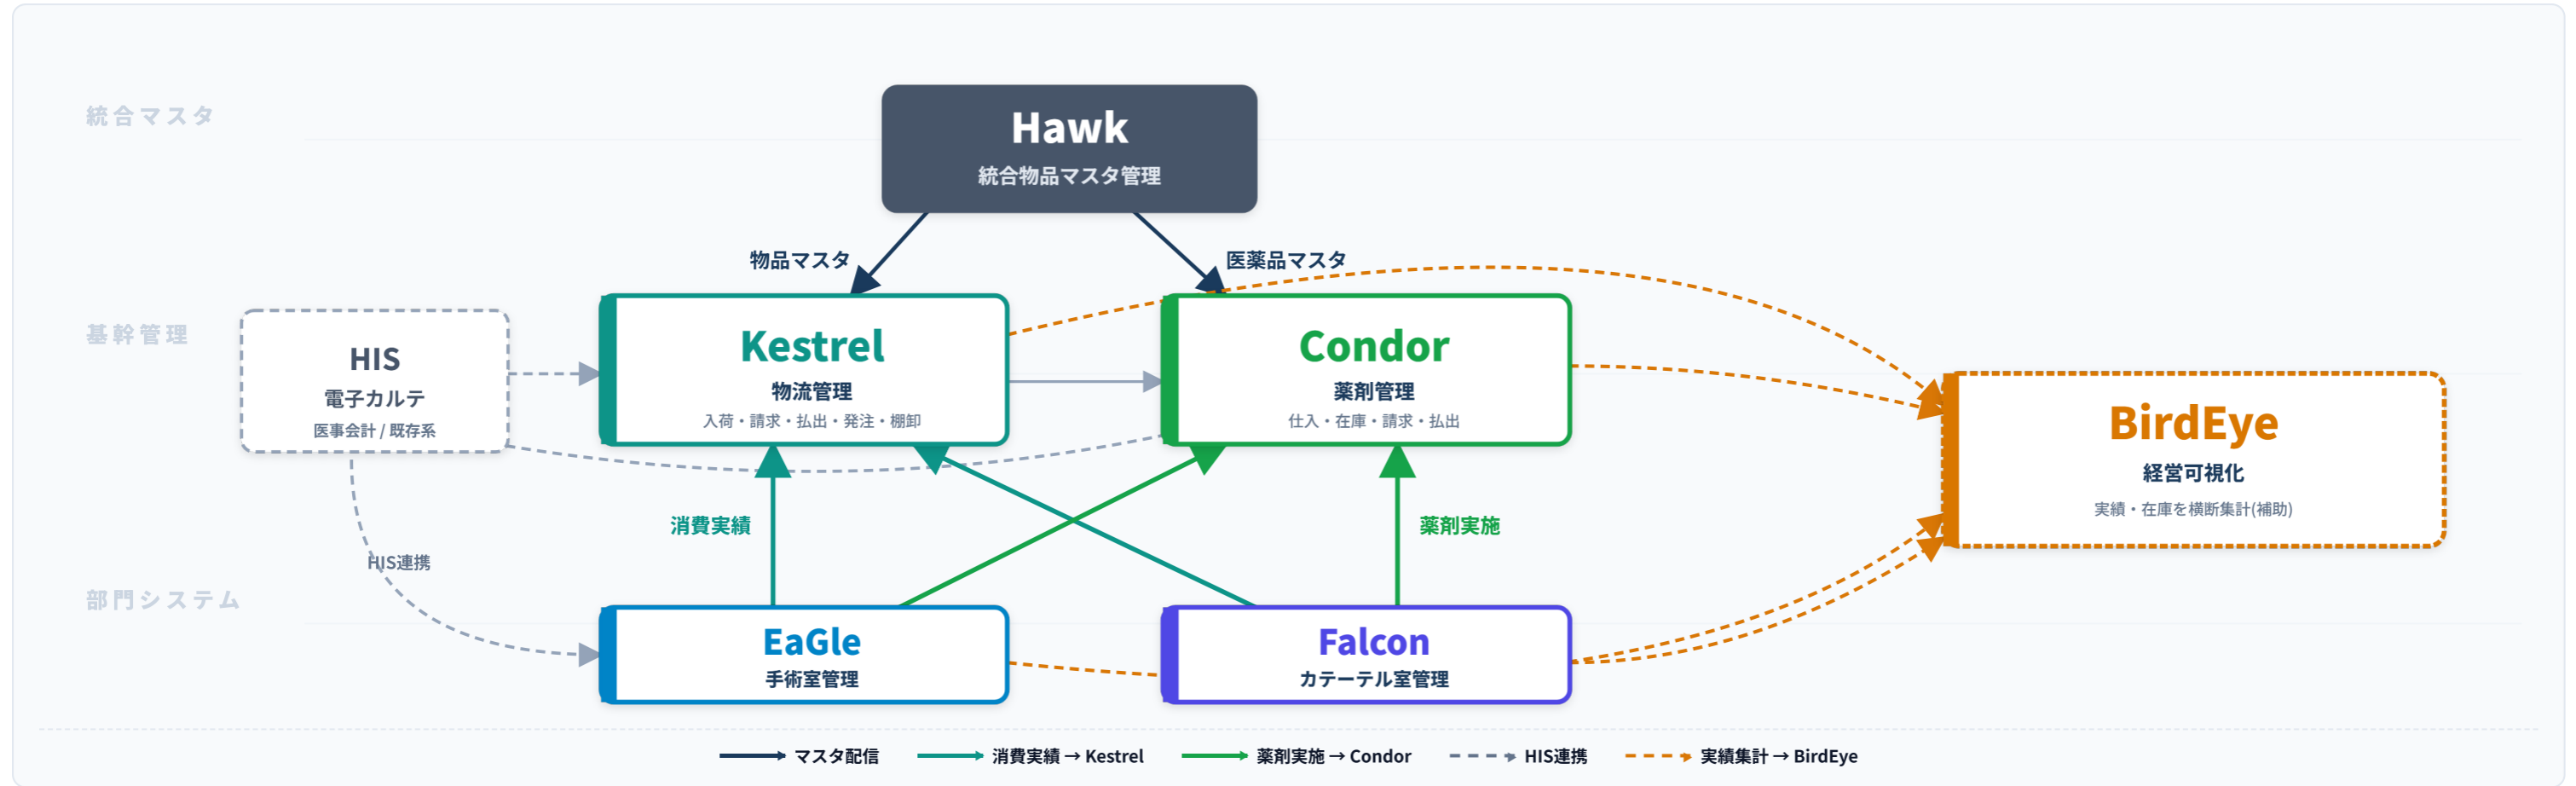 統合マスタ
Hawk
統合物品マスタ管理
物品マスタ
医薬品マスタ
基幹管理
HIS
電子カルテ
医事会計 / 既存系
Kestrel
物流管理
入荷・請求・払出・発注・棚卸
Condor
薬剤管理
仕入・在庫・請求・払出
BirdEye
経営可視化
実績・在庫を横断集計(補助)
消費実績
薬剤実施
HIS連携
部門システム
EaGle
手術室管理
Falcon
カテーテル室管理
マスタ配信
消費実績 → Kestrel
薬剤実施 → Condor
HIS連携
実績集計 → BirdEye